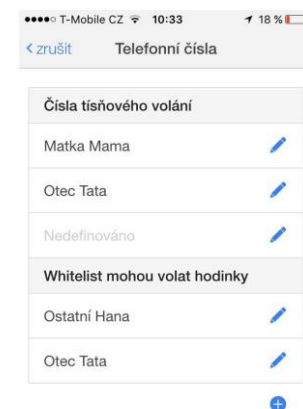 T-Mobile CZ 10:33 18 %
zrušit Telefonní čísla
Čísla tísňového volání
Matka Mama
Otec Tata
Nedefinováno
Whitelist mohou volat hodinky
Ostatní Hana
Otec Tata